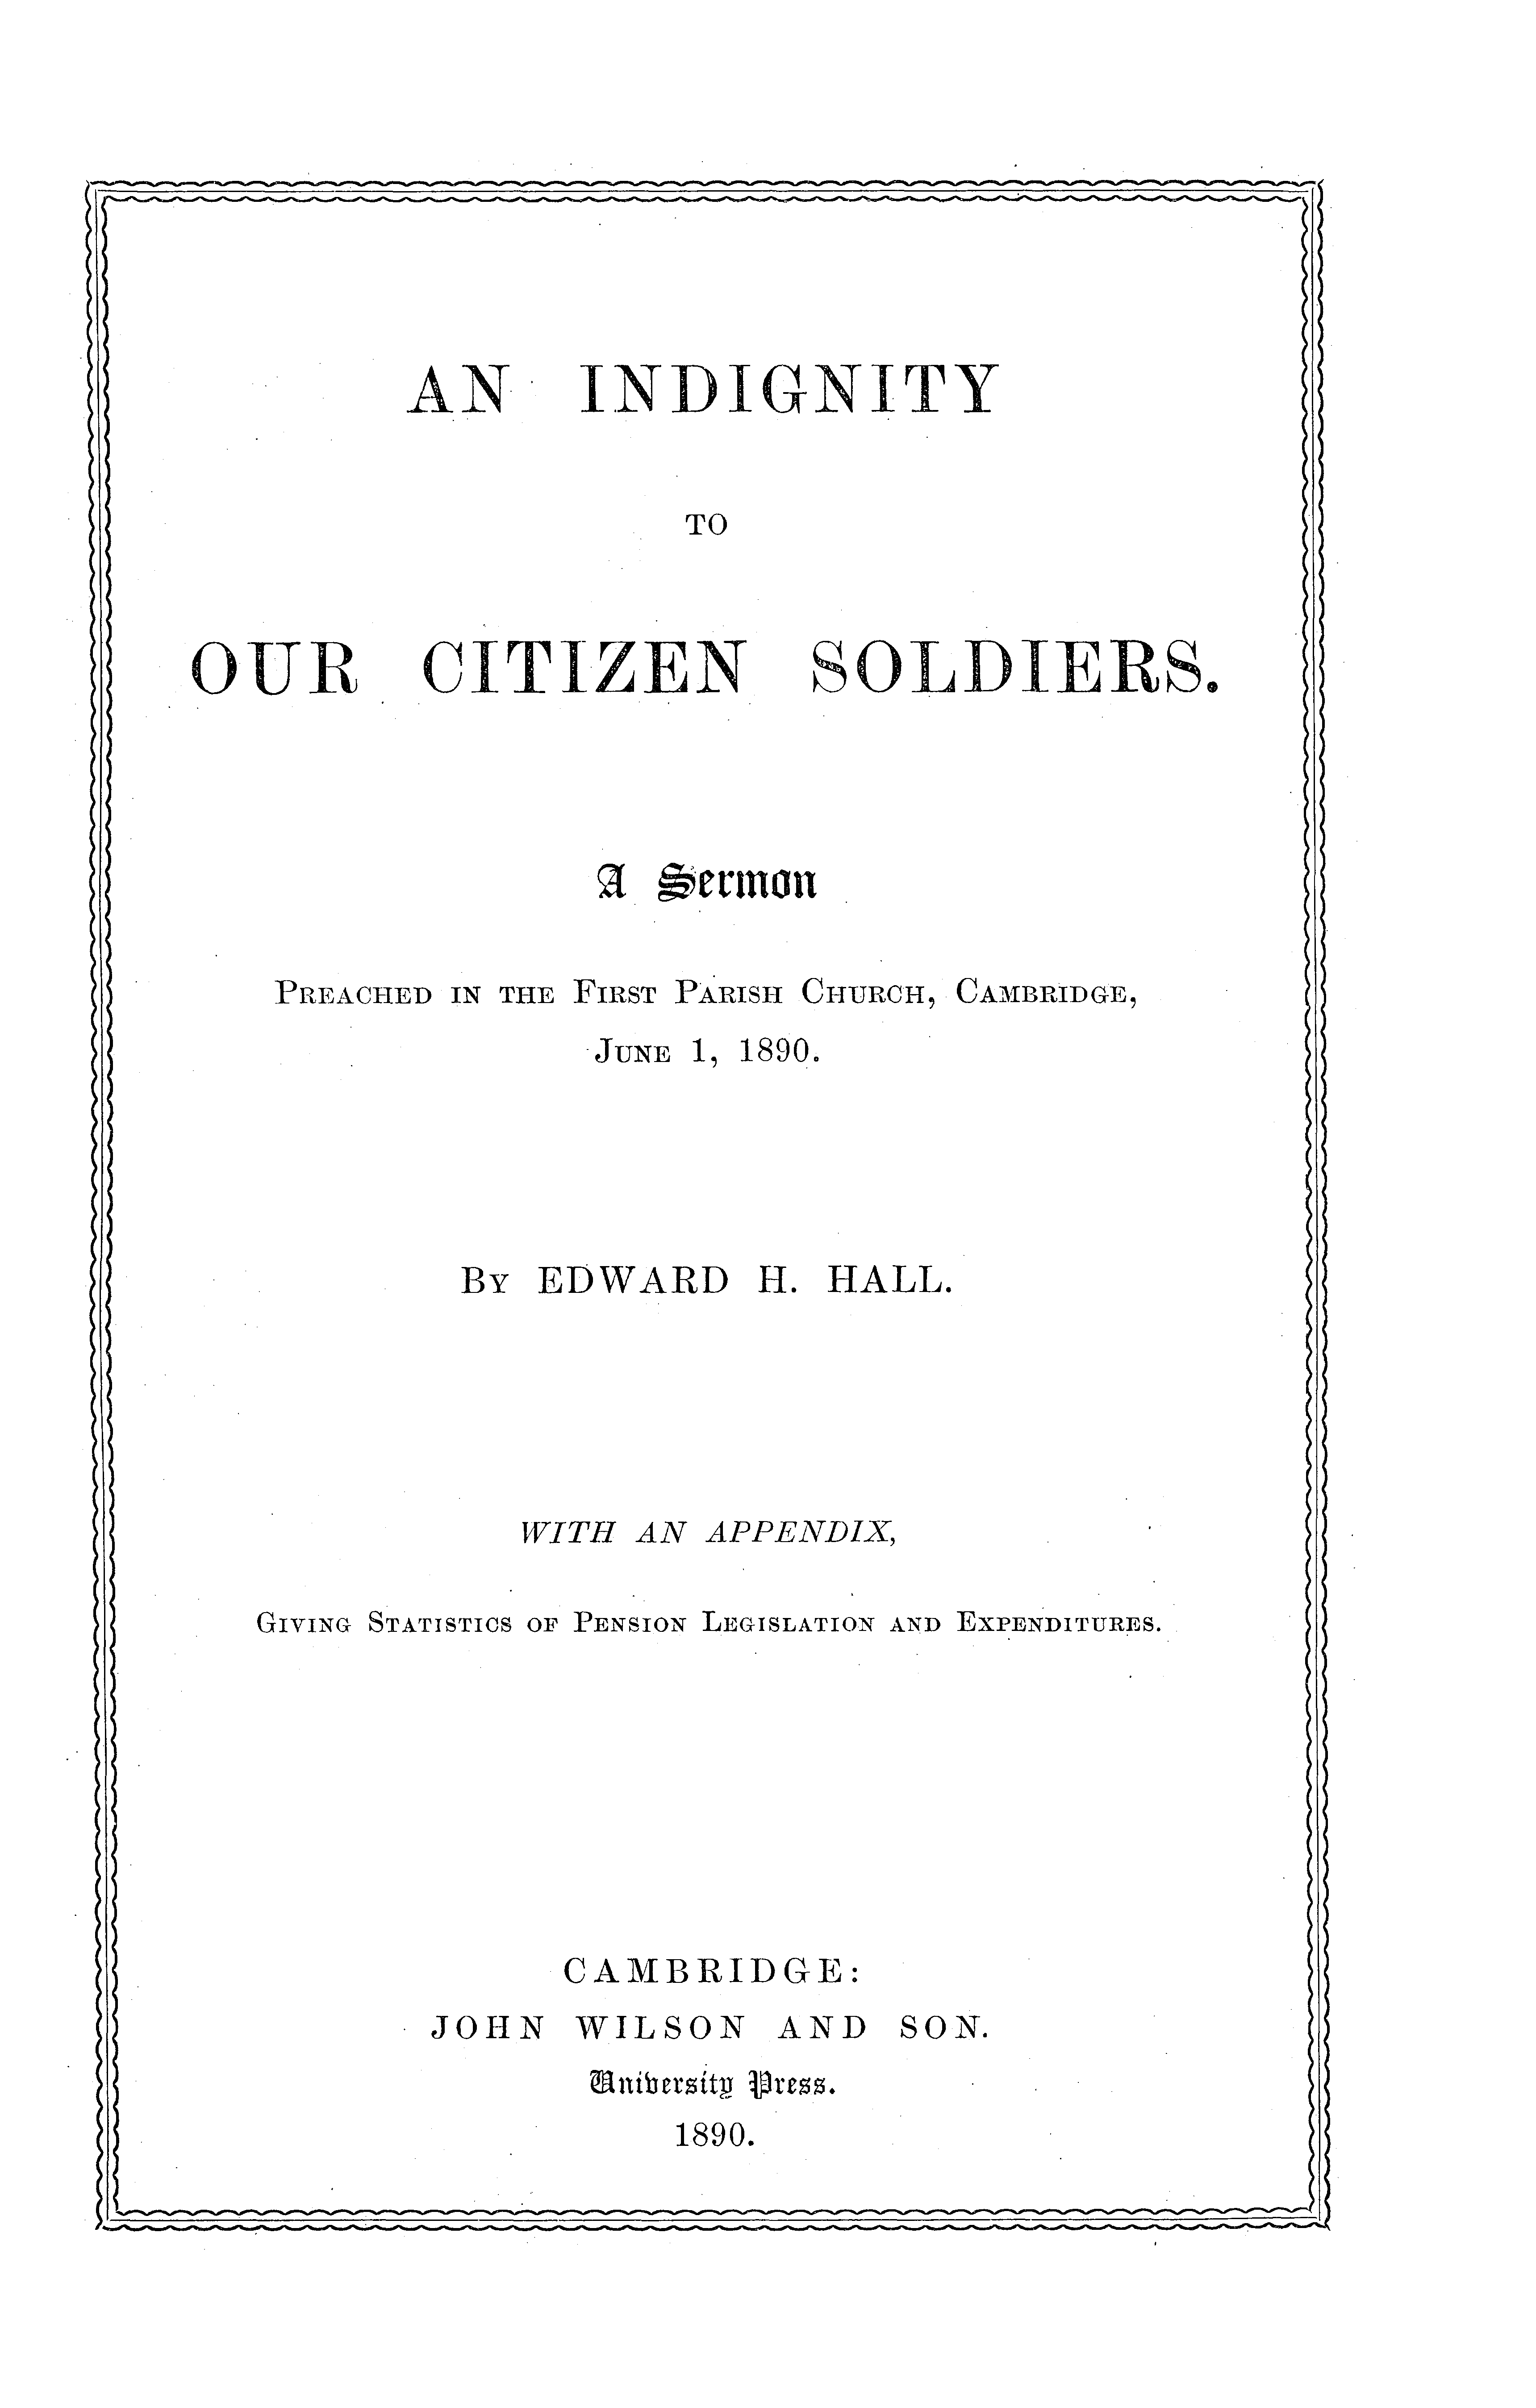 AN INDIGNITY
TO
OUR CITIZEN SOLDIERS.
A Sermon
PREACHED IN THE FIRST PARISH CHURCH, CAMBRIDGE,
JUNE 1, 1890.
BY EDWARD H. HALL.
WITH AN APPENDIX,
GIVING STATISTICS OF PENSION LEGISLATION AND EXPENDITURES.
CAMBRIDGE:
JOHN WILSON AND SON.
University Press.
1890.